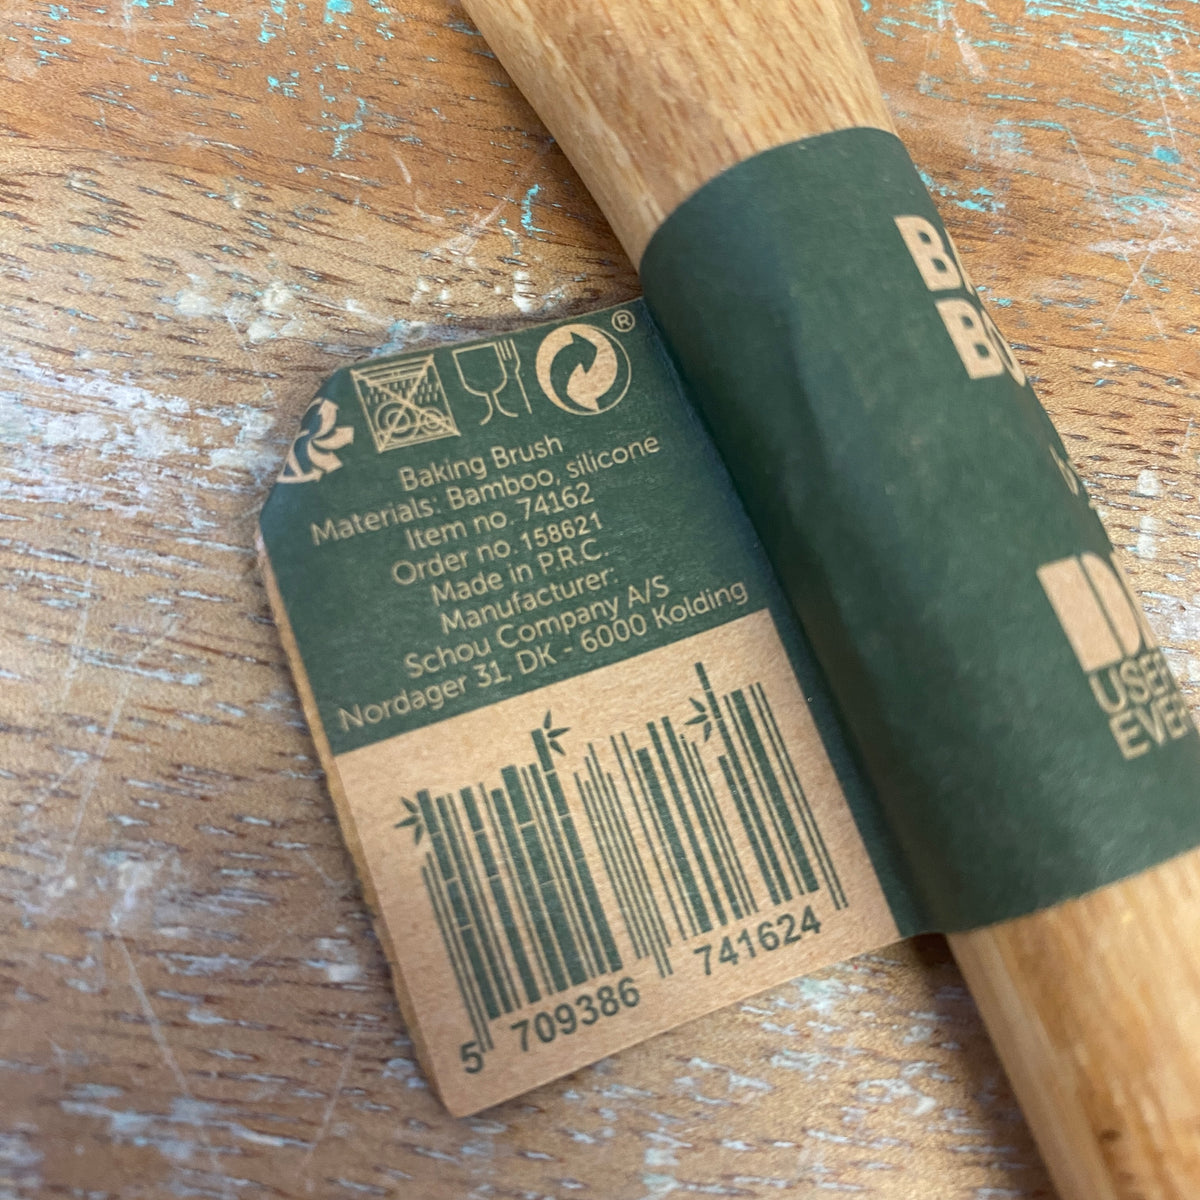 ®
Baking Brush
Materials: Bamboo, silicone
Item no. 74162
Order no. 158621
Made in P.R.C.
Manufacturer:
Schou Company A/S
Nordager 31, DK - 6000 Kolding
5 709386 741624